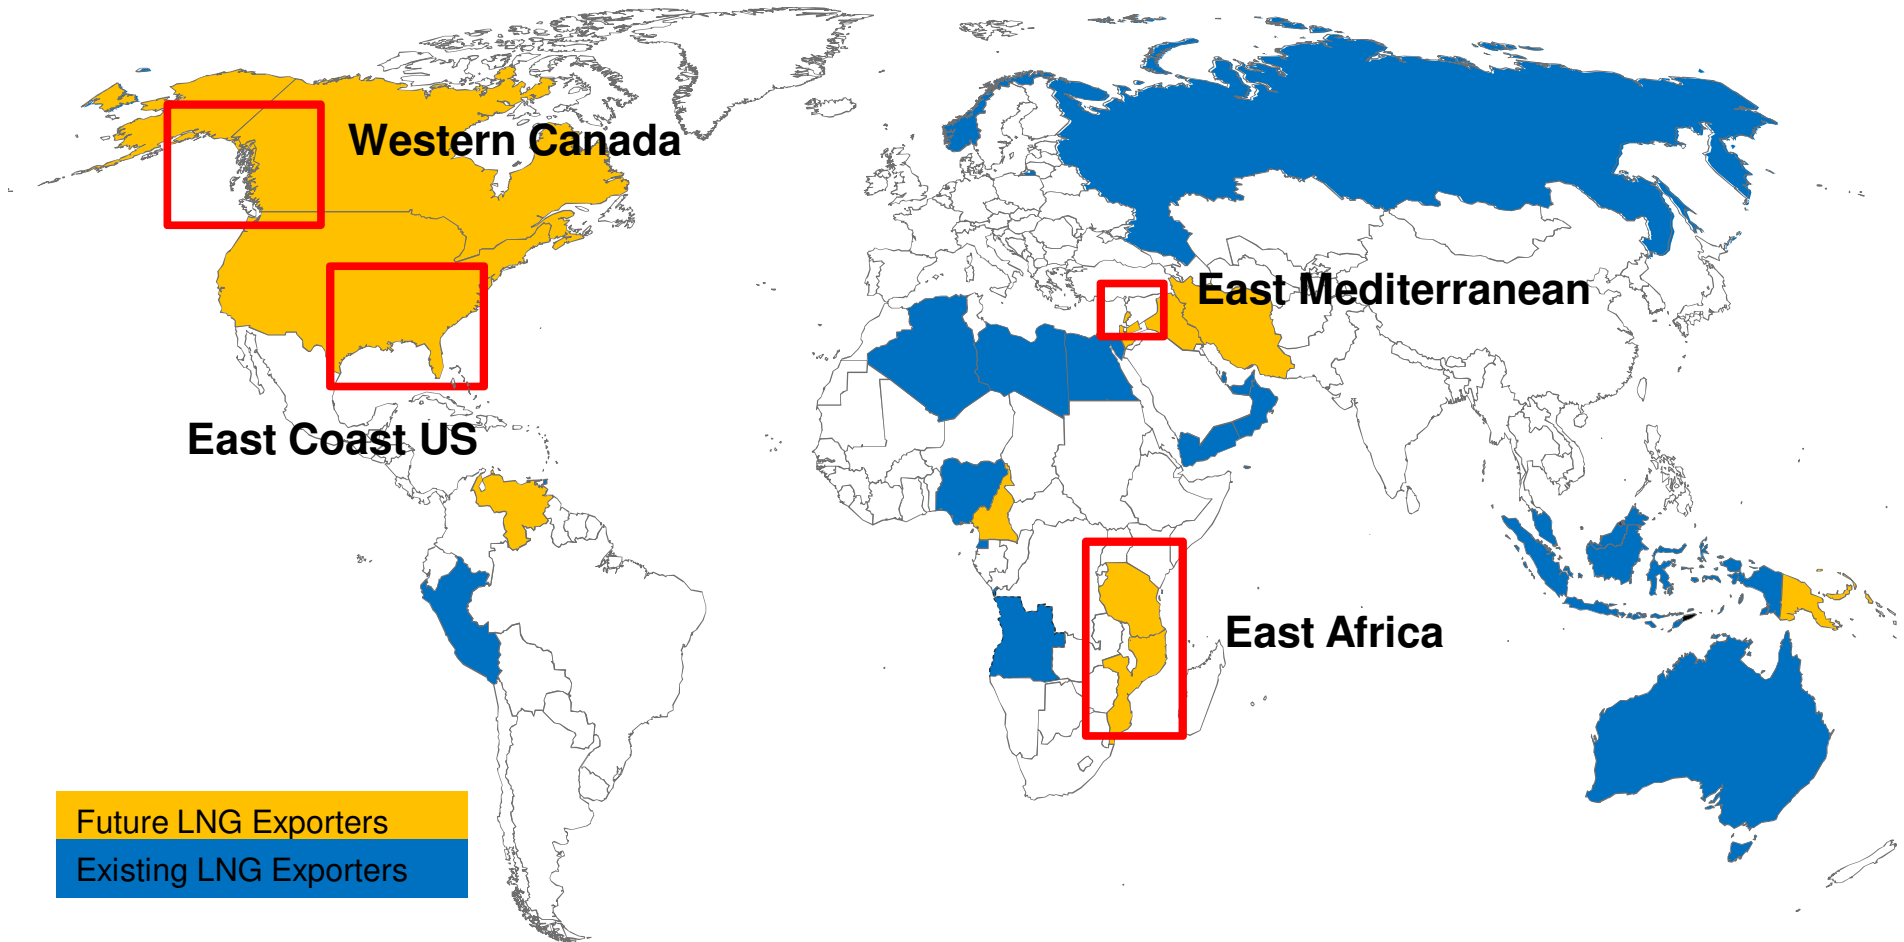 Western Canada
East Mediterranean
East Coast US
East Africa
Future LNG Exporters
Existing LNG Exporters